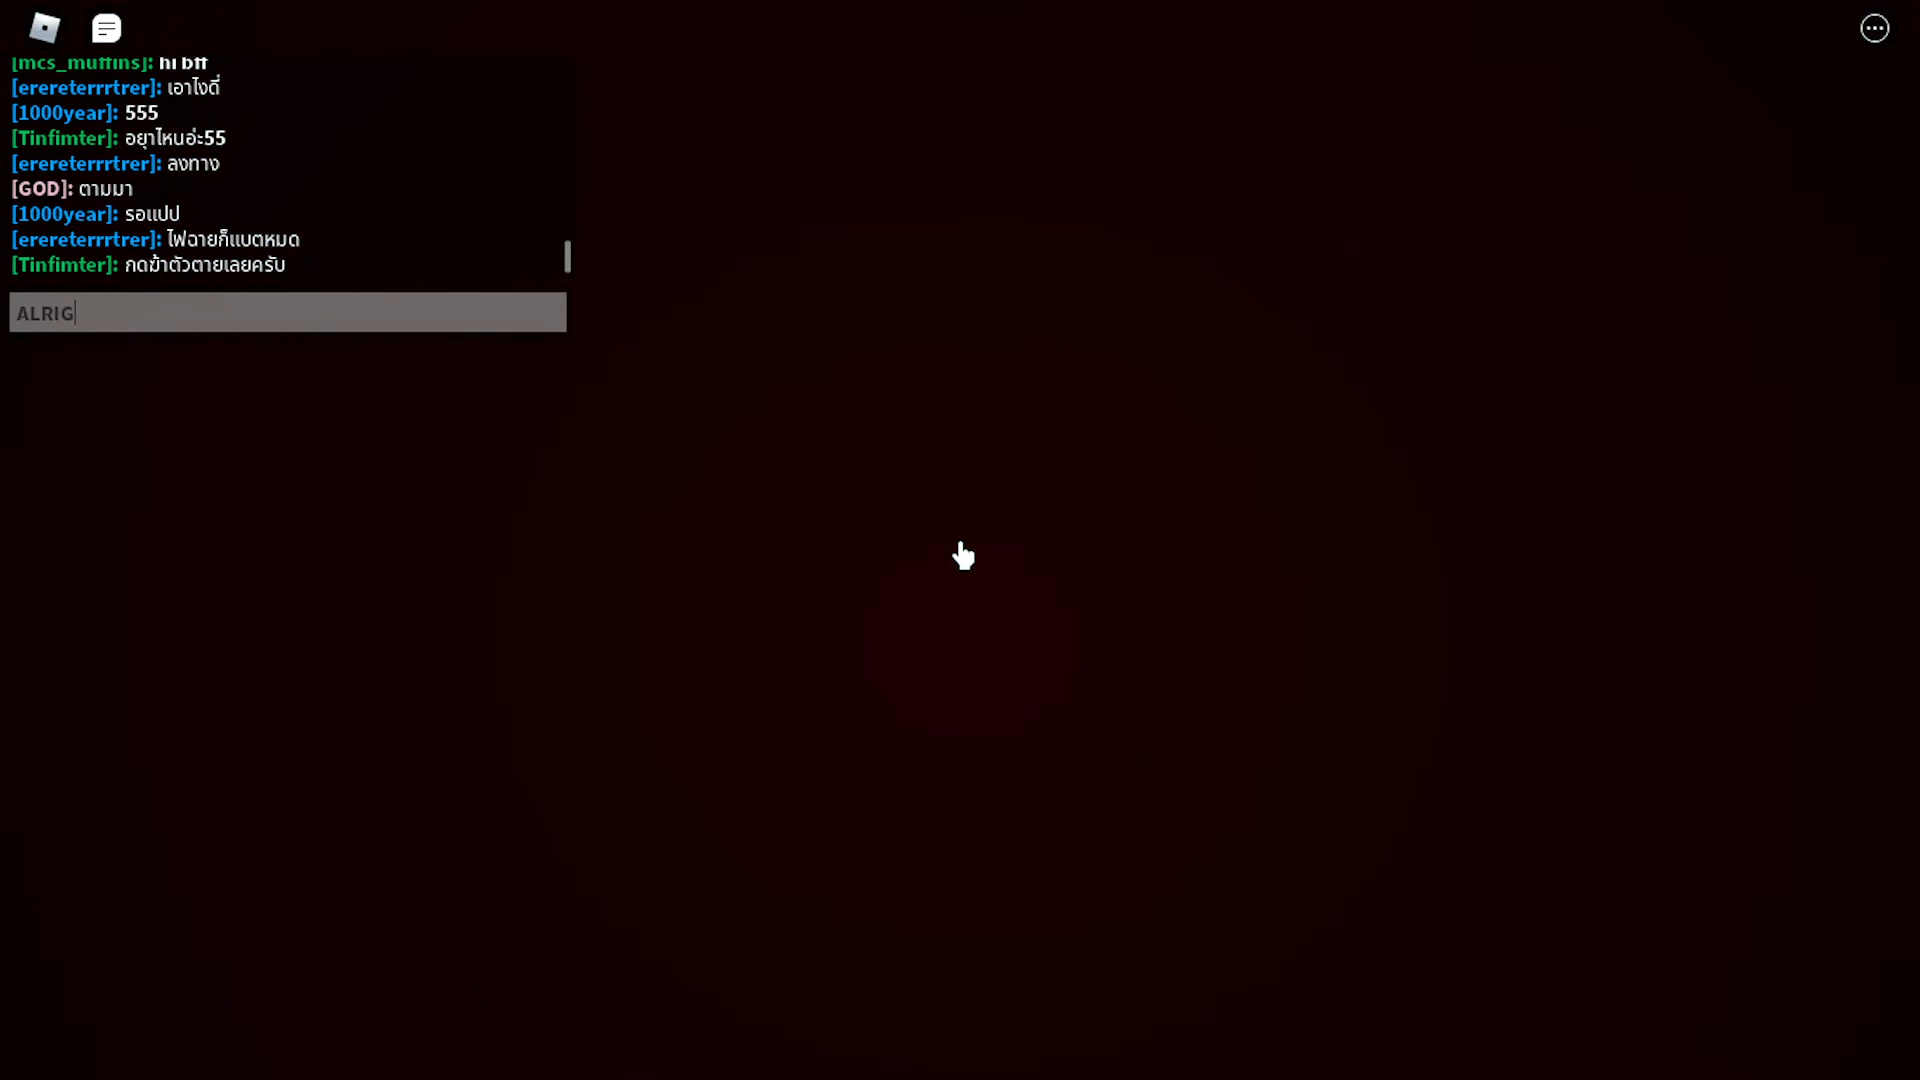 [mcs_muffins]: hi bff
[erereterrrtrer]: เอาไงดี่
[1000year]: 555
[Tinfimter]: อยุาไหนอ่ะ55
[erereterrrtrer]: ลงทาง
[GOD]: ตามมา
[1000year]: รอแปป
[erereterrrtrer]: ไฟฉายก็แบตหมด
[Tinfimter]: กดฆ้าตัวตายเลยครับ
ALRIG